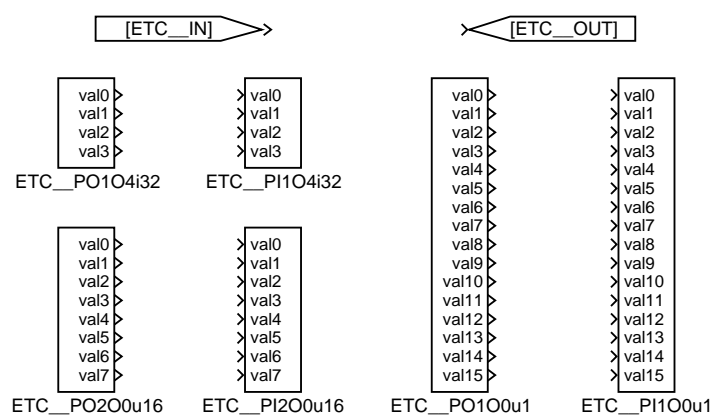 [ETC__IN]
[ETC__OUT]
val0
val1
val2
val3
ETC__PO1O4i32
val0
val1
val2
val3
ETC__PI1O4i32
val0
val1
val2
val3
val4
val5
val6
val7
ETC__PO2O0u16
val0
val1
val2
val3
val4
val5
val6
val7
ETC__PI2O0u16
val0
val1
val2
val3
val4
val5
val6
val7
val8
val9
val10
val11
val12
val13
val14
val15
ETC__PO1O0u1
val0
val1
val2
val3
val4
val5
val6
val7
val8
val9
val10
val11
val12
val13
val14
val15
ETC__PI1O0u1